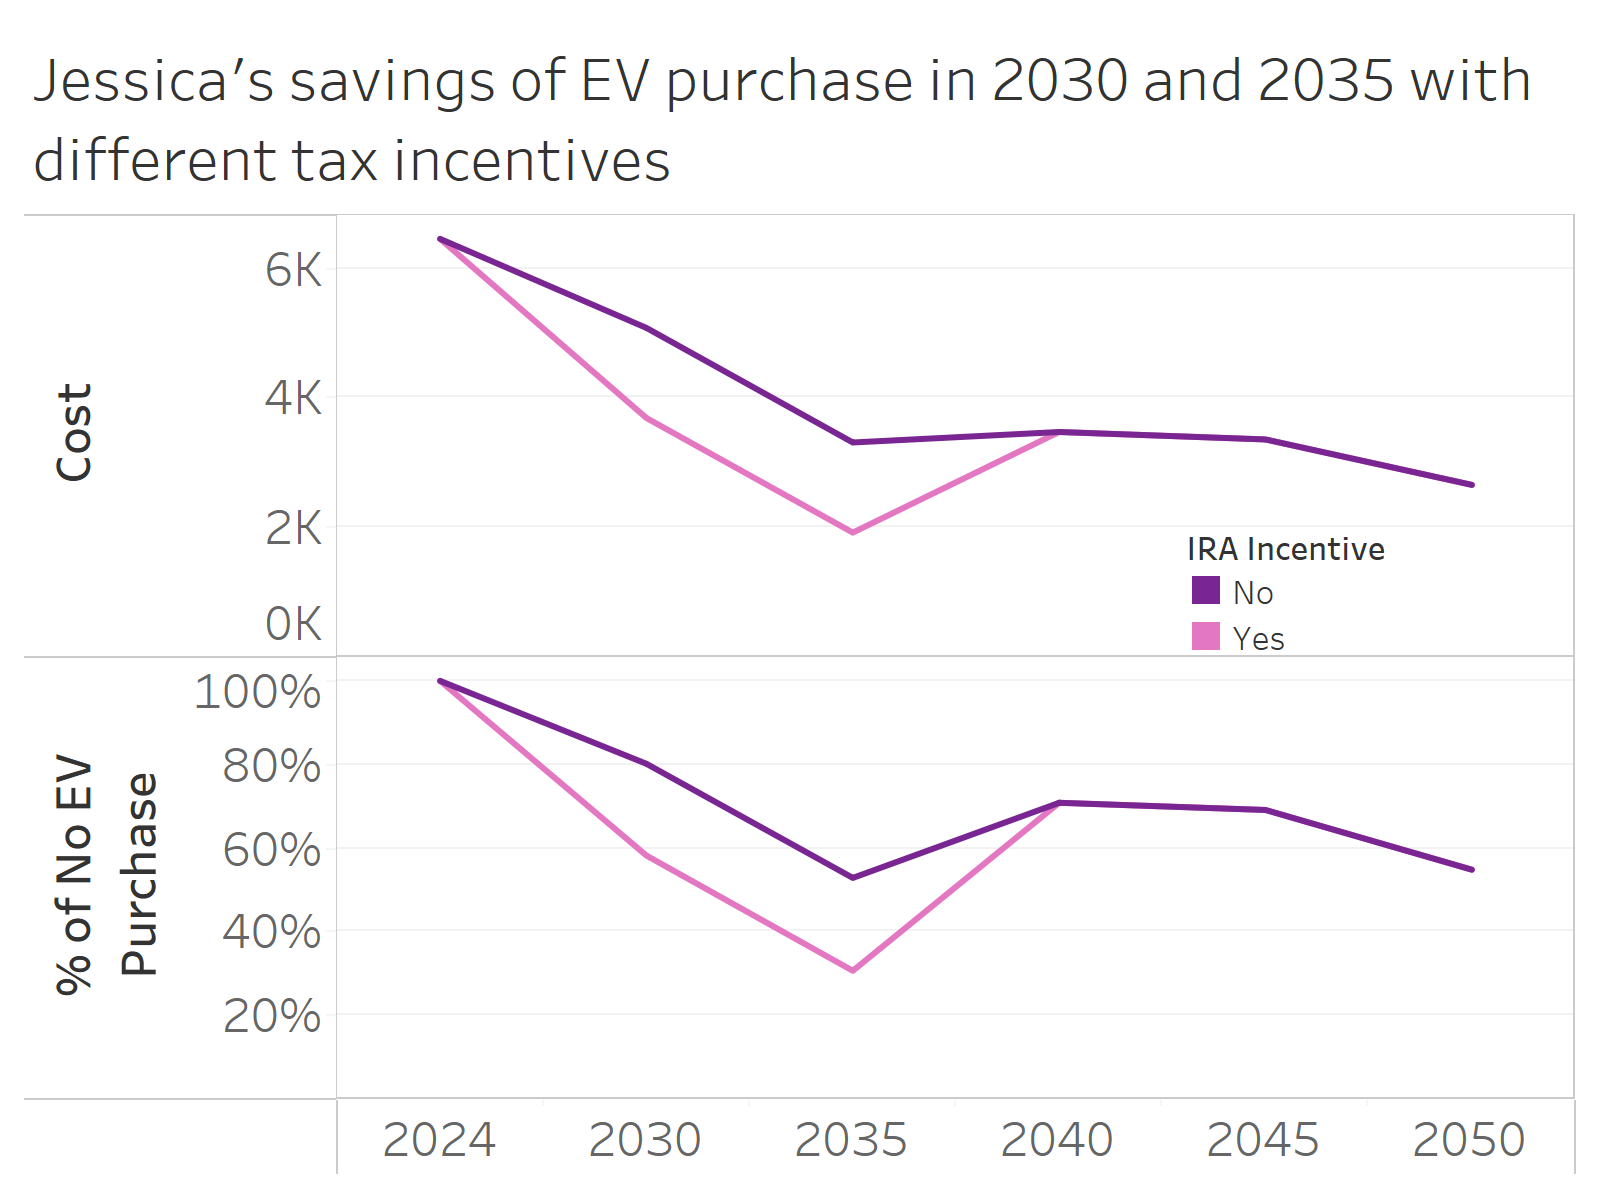 Jessica’s savings of EV purchase in 2030 and 2035 with
different tax incentives
6K
4K
2K
0K
Cost
IRA Incentive
No
Yes
100%
80%
60%
40%
20%
% of No EV
Purchase
2024 2030 2035 2040 2045 2050